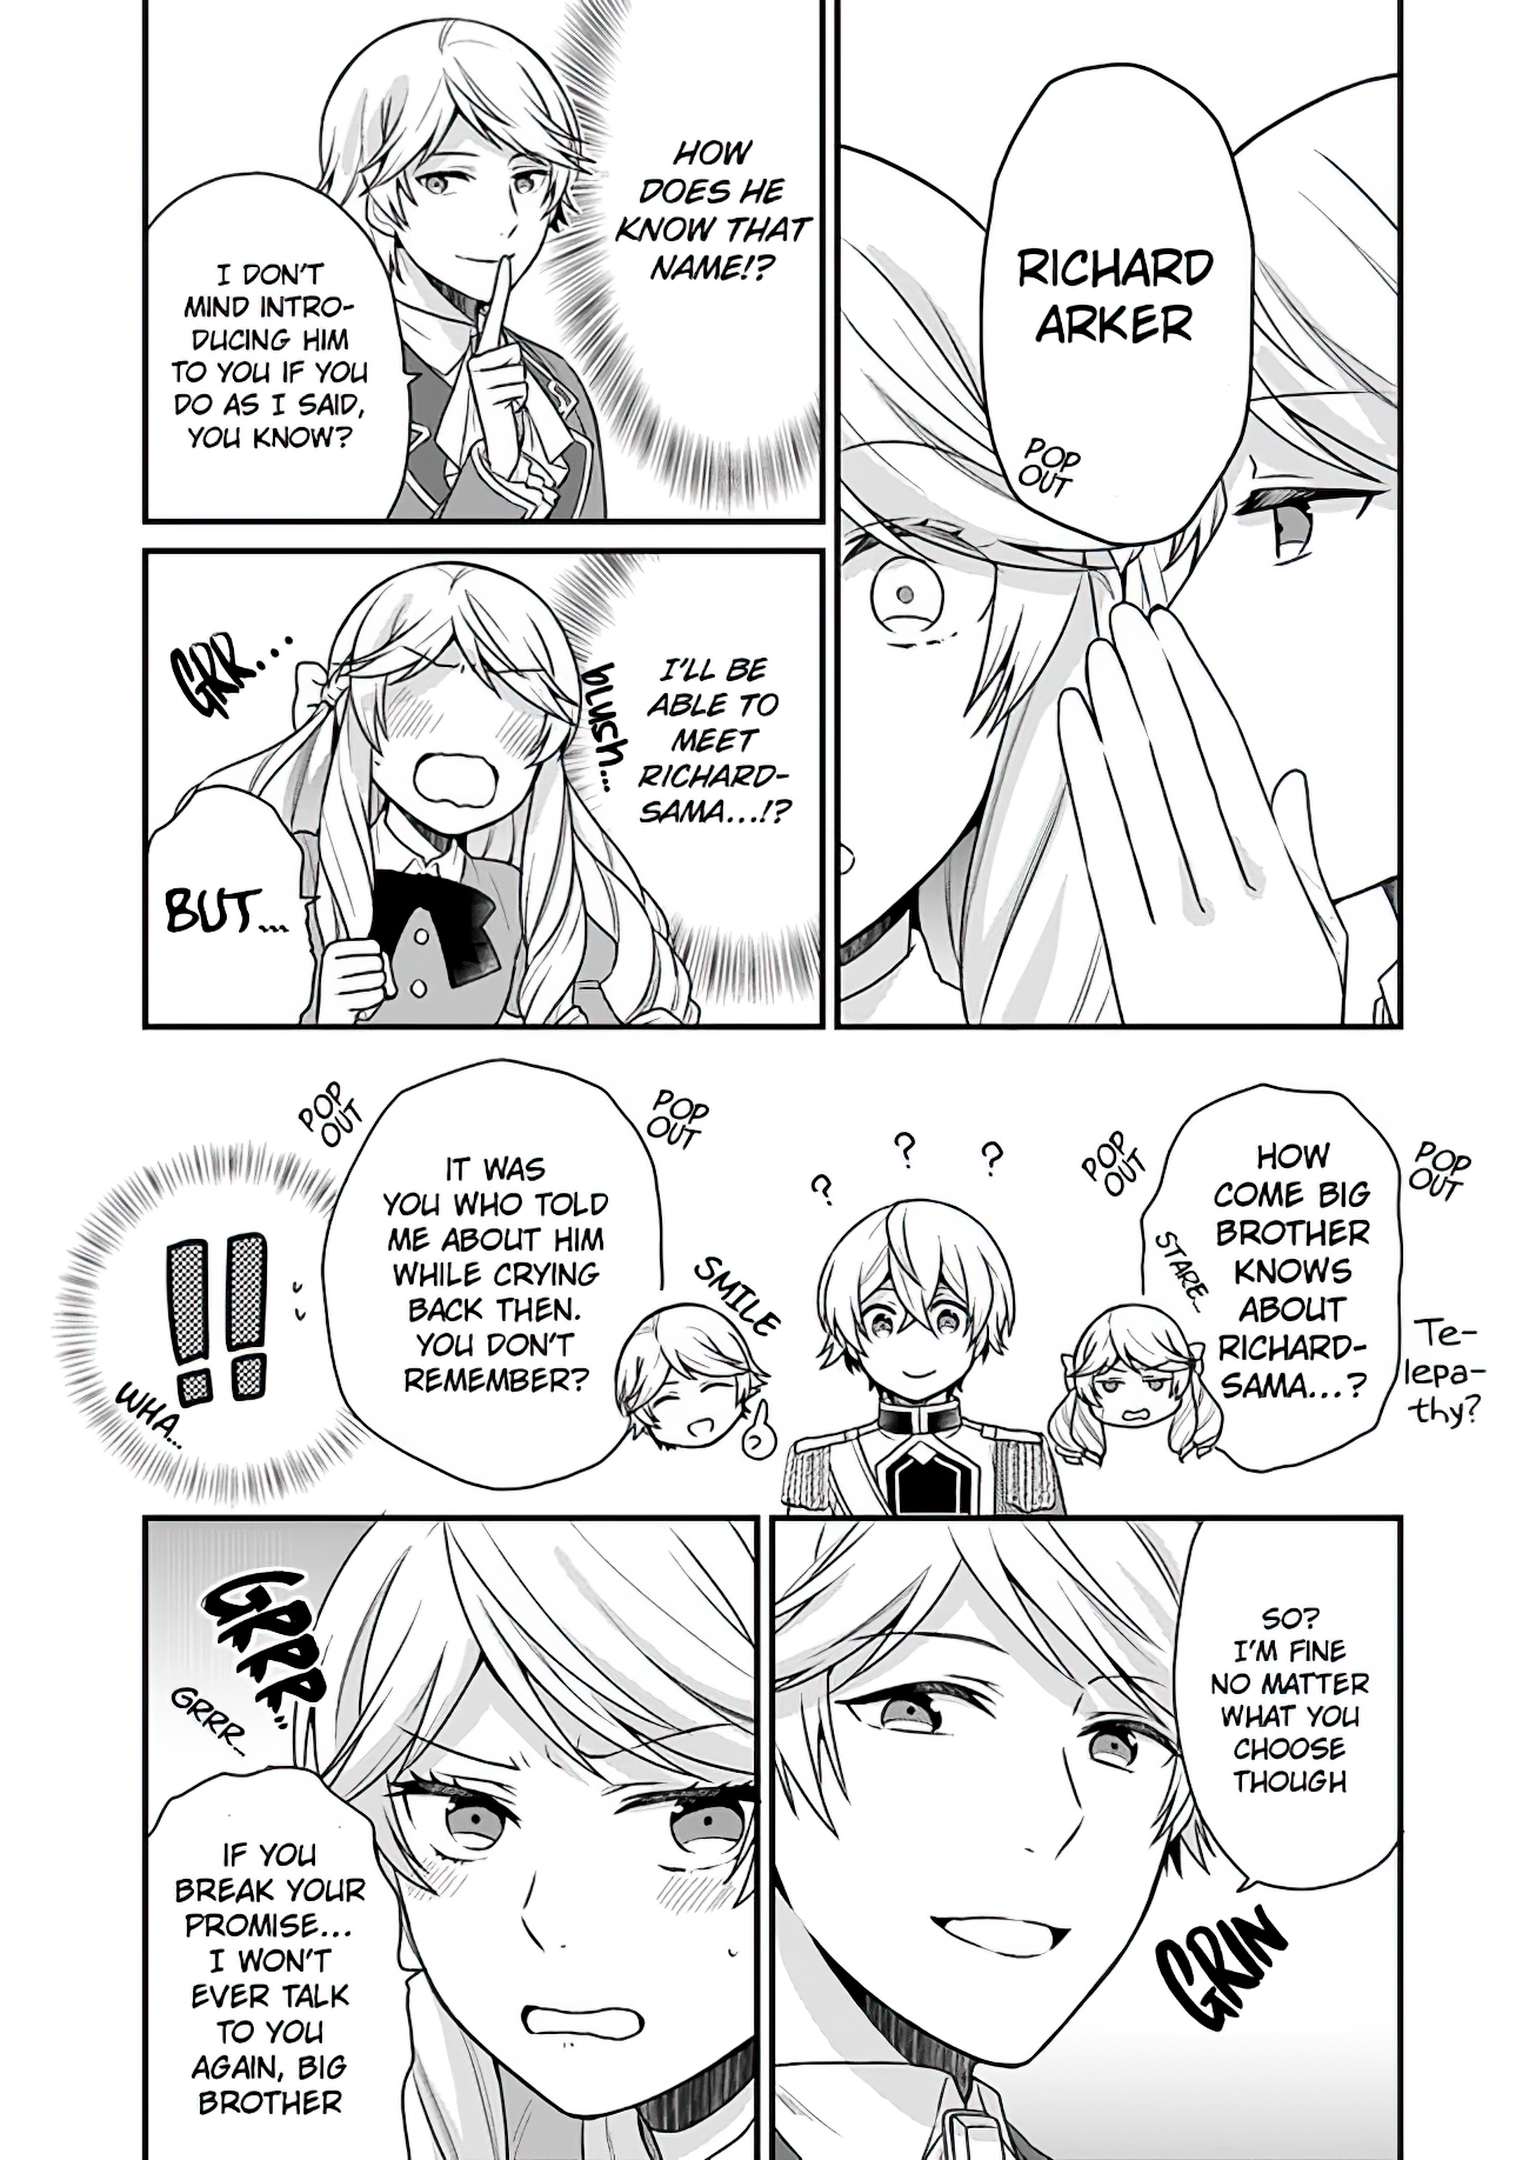 RICHARD
ARKER
POP
OUT
HOW
DOES HE
KNOW THAT
NAME!?
I DON'T
MIND INTRO-
DUCING HIM
TO YOU IF YOU
DO AS I SAID,
YOU KNOW?
I'LL BE
ABLE TO
MEET
RICHARD-
SAMA...!?
blush...
GRR...
BUT...
POP
OUT
HOW
COME BIG
BROTHER
KNOWS
ABOUT
RICHARD-
SAMA...?
POP
OUT
STARE...
Te-
lepa-
thy?
? ? ?
POP
OUT
IT WAS
YOU WHO TOLD
ME ABOUT HIM
WHILE CRYING
BACK THEN.
YOU DON'T
REMEMBER?
POP
OUT
SMILE
!!
WHA...
SO?
I'M FINE
NO MATTER
WHAT YOU
CHOOSE
THOUGH
GRIN
GRRR..
GRRR...
IF YOU
BREAK YOUR
PROMISE...
I WON'T
EVER TALK
TO YOU
AGAIN, BIG
BROTHER